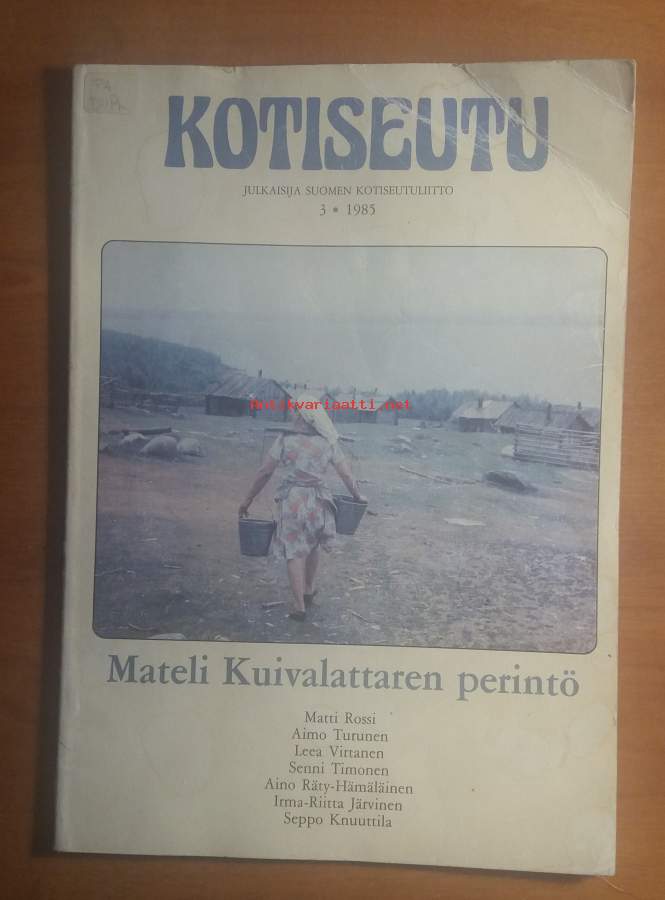 KOTISEUTU
JULKAISIJA SUOMEN KOTISEUTULIITTO
3 • 1985
Antikvariaatti.net
Mateli Kuivalattaren perintö
Matti Rossi
Aimo Turunen
Leea Virtanen
Senni Timonen
Aino Räty-Hämäläinen
Irma-Riitta Järvinen
Seppo Knuuttila